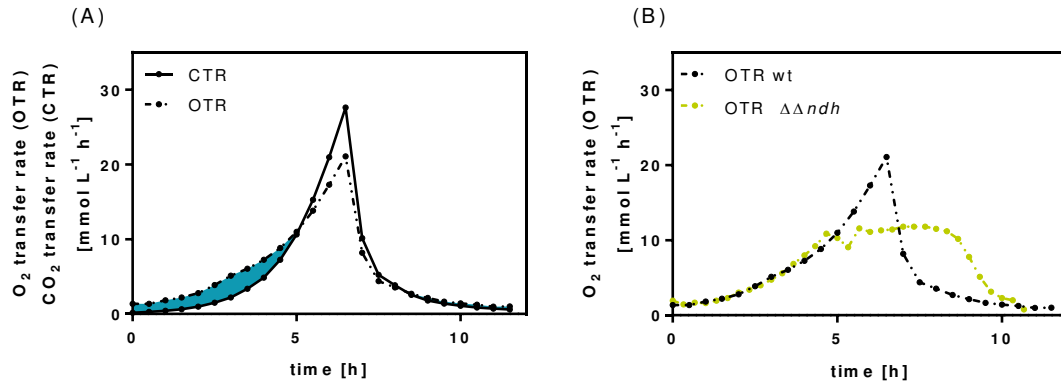 (A)
O2 transfer rate (OTR)
CO2 transfer rate (CTR)
[mmol L-1 h-1]
30
20
10
0
CTR
OTR
0 5 10
time [h]
(B)
O2 transfer rate (OTR)
[mmol L-1 h-1]
30
20
10
0
OTR wt
OTR ΔΔndh
0 5 10
time [h]